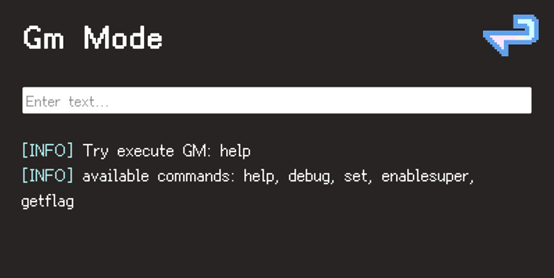 Gm Mode
Enter text...
[INFO] Try execute GM: help
[INFO] available commands: help, debug, set, enablesuper,
getflag